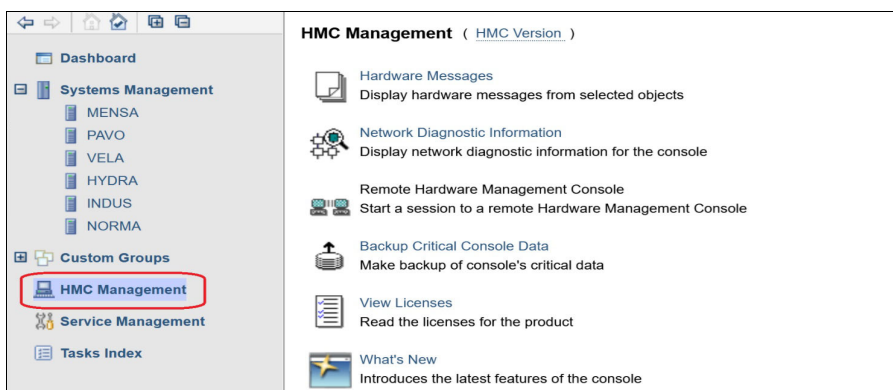 Dashboard
Systems Management
MENSA
PAVO
VELA
HYDRA
INDUS
NORMA
Custom Groups
HMC Management
Service Management
Tasks Index
HMC Management ( HMC Version )
Hardware Messages
Display hardware messages from selected objects
Network Diagnostic Information
Display network diagnostic information for the console
Remote Hardware Management Console
Start a session to a remote Hardware Management Console
Backup Critical Console Data
Make backup of console's critical data
View Licenses
Read the licenses for the product
What's New
Introduces the latest features of the console